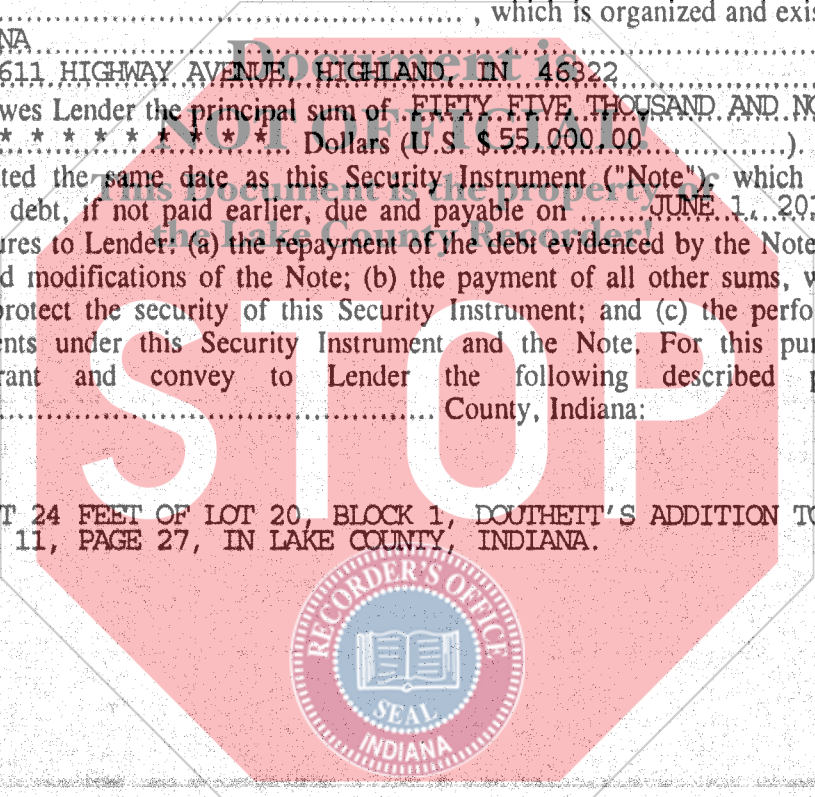 ........................................ , which is organized and exis
NA
611 HIGHWAY AVENUE, HIGHLAND, IN 46322
wes Lender the principal sum of FIFTY FIVE THOUSAND AND NO
* * * * * * * * * ..... Dollars (U.S. $ 55,000.00 ....................).
ted the same date as this Security Instrument ("Note"), which
debt, if not paid earlier, due and payable on ....... JUNE 1, 201
ures to Lender: (a) the repayment of the debt evidenced by the Note
d modifications of the Note; (b) the payment of all other sums, w
protect the security of this Security Instrument; and (c) the perfo
ents under this Security Instrument and the Note. For this pur
rant and convey to Lender the following described p
........................................ County, Indiana:
T 24 FEET OF LOT 20, BLOCK 1, DOUTHETT'S ADDITION TO
11, PAGE 27, IN LAKE COUNTY, INDIANA.
Document is
NOT OFFICIAL!
This Document is the property of
the Lake County Recorder!
STOP
RECORDER'S OFFICE
SEAL
INDIANA